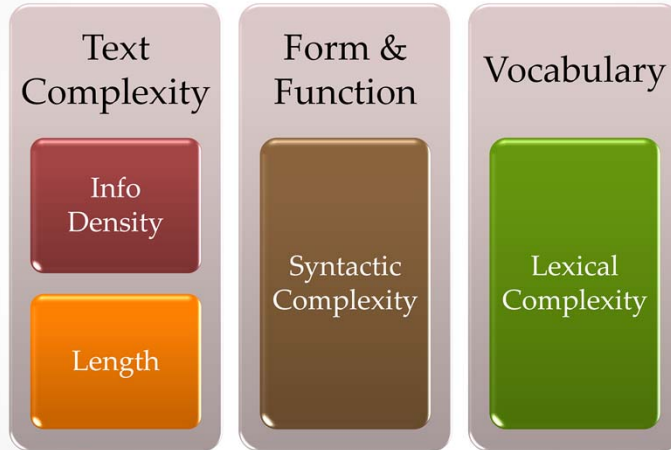 Text
Complexity
Info
Density
Length
Form &
Function
Syntactic
Complexity
Vocabulary
Lexical
Complexity